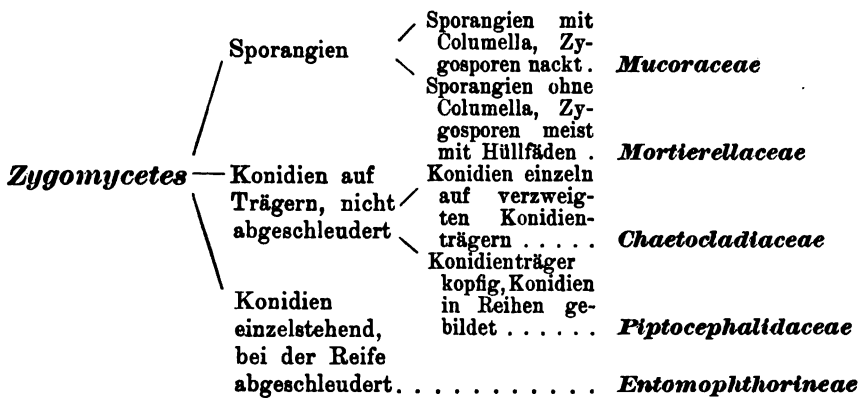 Zygomycetes
Sporangien
Sporangien mit
Columella, Zy-
gosporen nackt . Mucoraceae
Sporangien ohne
Columella, Zy-
gosporen meist
mit Hüllfäden . Mortierellaceae
Konidien auf
Trägern, nicht
abgeschleudert
Konidien einzeln
auf verzweig-
ten Konidien-
trägern . . . . . Chaetocladiaceae
Konidienträger
kopfig, Konidien
in Reihen ge-
bildet . . . . . . Piptocephalidaceae
Konidien
einzelstehend,
bei der Reife
abgeschleudert . . . . . . . . . . . . Entomophthorineae